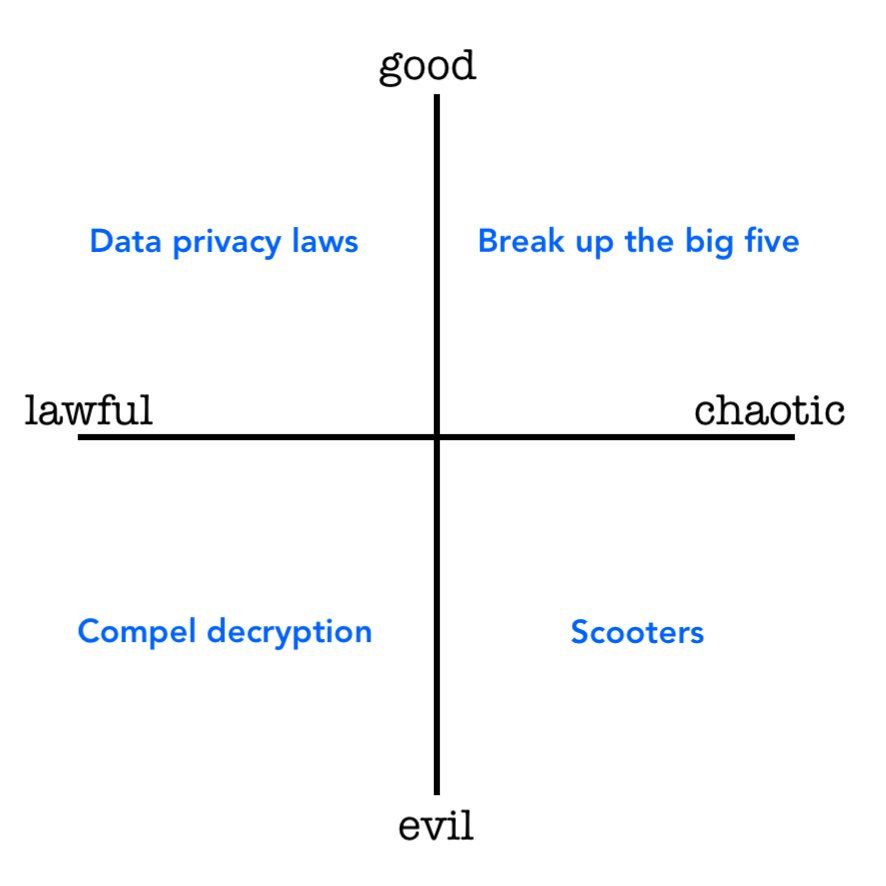 good
Data privacy laws
Break up the big five
lawful
chaotic
Compel decryption
Scooters
evil